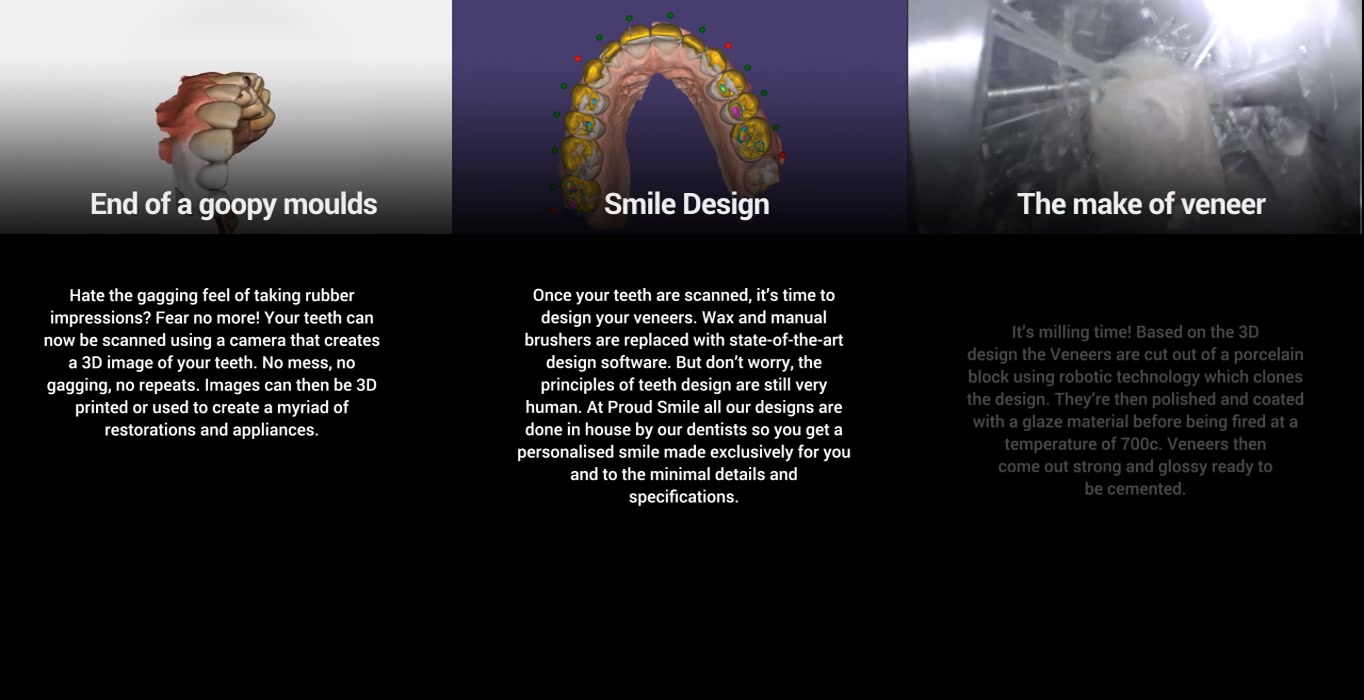 End of a goopy moulds
Hate the gagging feel of taking rubber
impressions? Fear no more! Your teeth can
now be scanned using a camera that creates
a 3D image of your teeth. No mess, no
gagging, no repeats. Images can then be 3D
printed or used to create a myriad of
restorations and appliances.
Smile Design
Once your teeth are scanned, it’s time to
design your veneers. Wax and manual
brushers are replaced with state-of-the-art
design software. But don’t worry, the
principles of teeth design are still very
human. At Proud Smile all our designs are
done in house by our dentists so you get a
personalised smile made exclusively for you
and to the minimal details and
specifications.
The make of veneer
It’s milling time! Based on the 3D
design the Veneers are cut out of a porcelain
block using robotic technology which clones
the design. They’re then polished and coated
with a glaze material before being fired at a
temperature of 700c. Veneers then
come out strong and glossy ready to
be cemented.